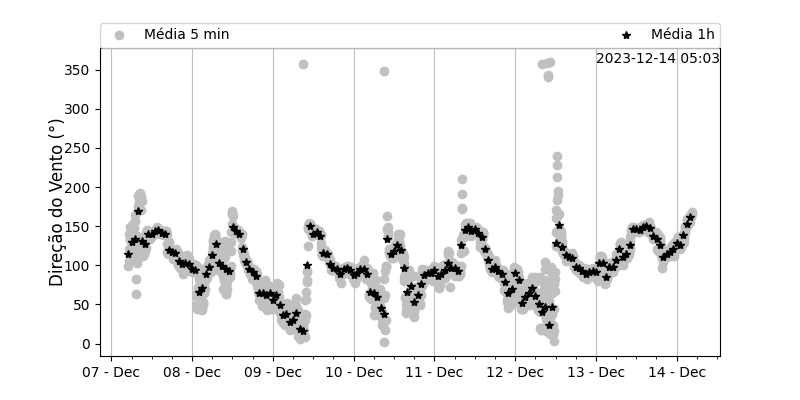 Média 5 min
Média 1h
2023-12-14 05:03
Direção do Vento (°)
350
300
250
200
150
100
50
0
07 - Dec
08 - Dec
09 - Dec
10 - Dec
11 - Dec
12 - Dec
13 - Dec
14 - Dec